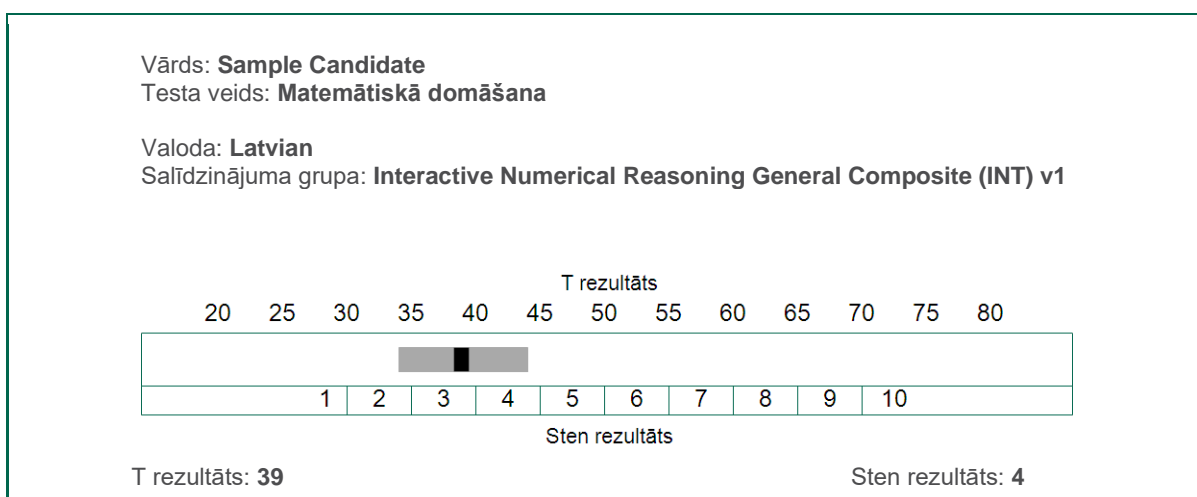 Vārds: Sample Candidate
Testa veids: Matemātiskā domāšana
Valoda: Latvian
Salīdzinājuma grupa: Interactive Numerical Reasoning General Composite (INT) v1
T rezultāts
20 25 30 35 40 45 50 55 60 65 70 75 80
1 2 3 4 5 6 7 8 9 10
Sten rezultāts
T rezultāts: 39 Sten rezultāts: 4